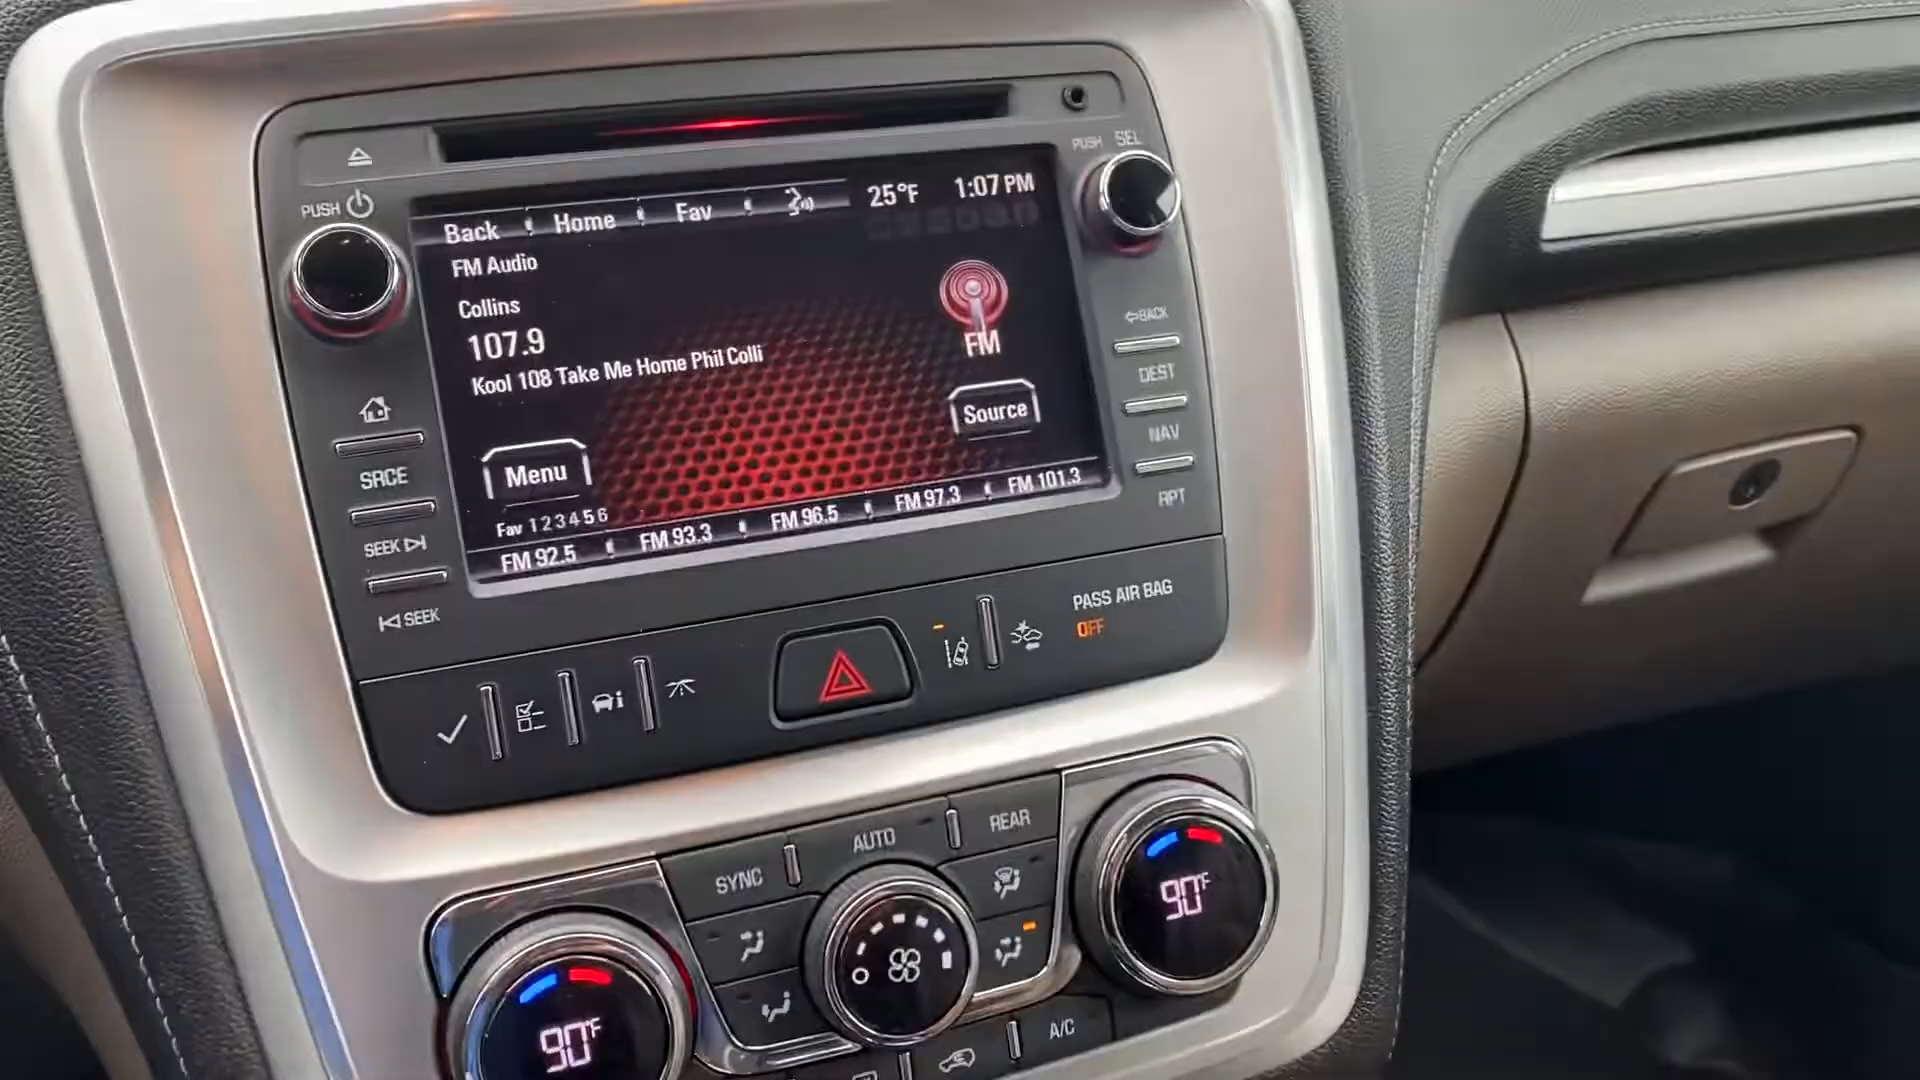 PUSH
PUSH SEL
Back Home Fav 25°F 1:07 PM
FM Audio
Collins
107.9
Kool 108 Take Me Home Phil Colli
FM
Source
Menu
Fav 1 2 3 4 5 6
FM 92.5 FM 93.3 FM 96.5 FM 97.3 FM 101.3
SRCE
SEEK
SEEK
BACK
DEST
NAV
RPT
PASS AIR BAG
OFF
SYNC AUTO REAR
90°F
90°F
A/C